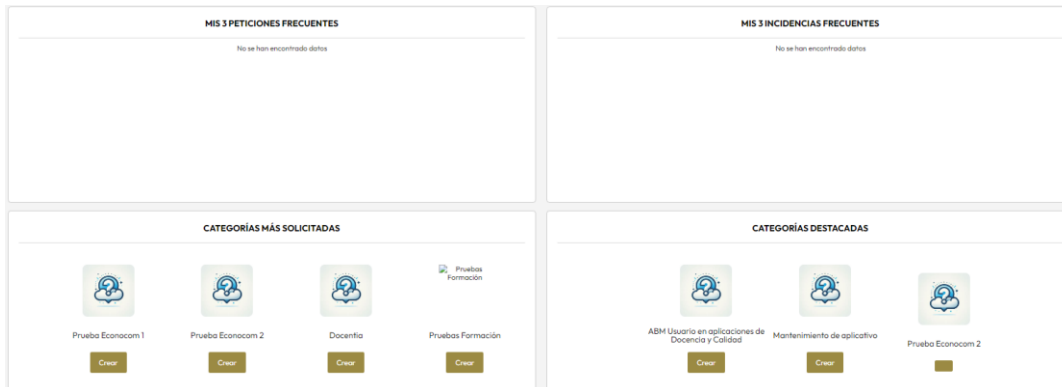 MIS 3 PETICIONES FRECUENTES
No se han encontrado datos
MIS 3 INCIDENCIAS FRECUENTES
No se han encontrado datos
CATEGORÍAS MÁS SOLICITADAS
Pruebas
Formación
Prueba Econocom 1
Prueba Econocom 2
Docentia
Pruebas Formación
Crear
Crear
Crear
Crear
CATEGORÍAS DESTACADAS
ABM Usuario en aplicaciones de
Docencia y Calidad
Mantenimiento de aplicativo
Prueba Econocom 2
Crear
Crear